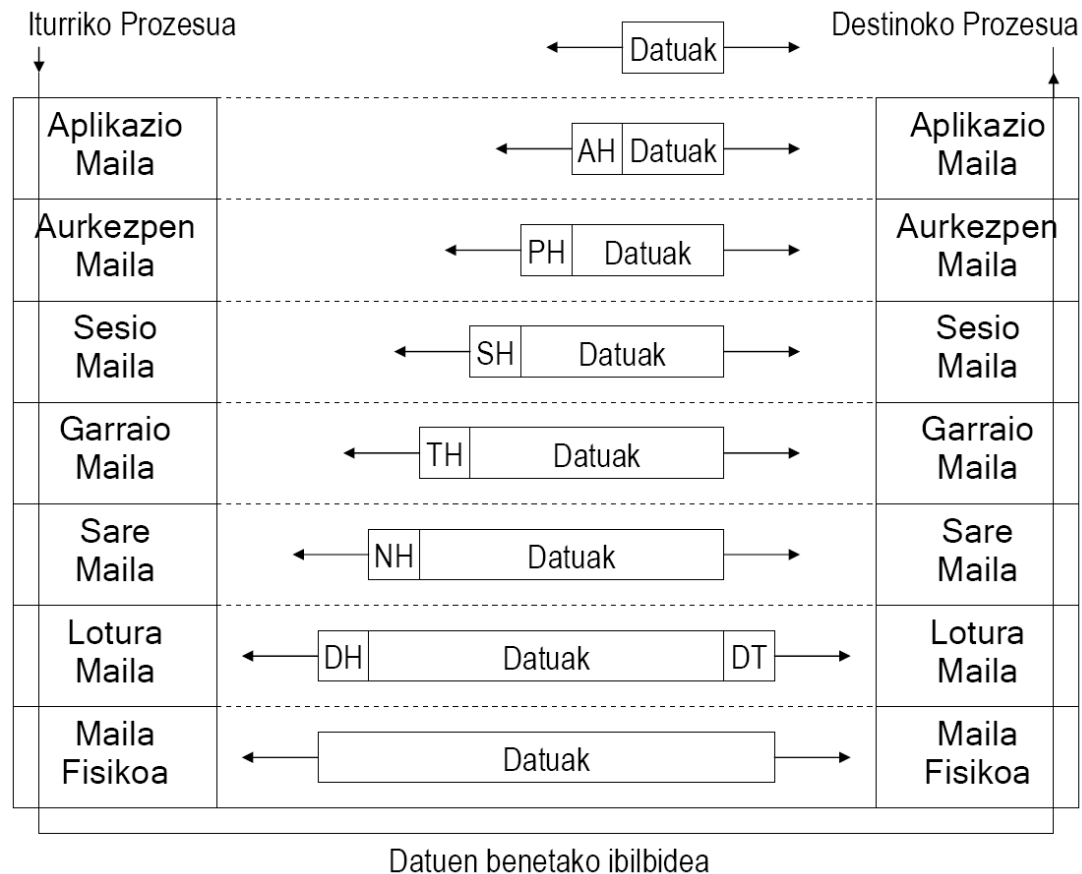 Iturriko Prozesua
Datuak
Destinoko Prozesua
Aplikazio
Maila
AH Datuak
Aplikazio
Maila
Aurkezpen
Maila
PH Datuak
Aurkezpen
Maila
Sesio
Maila
SH Datuak
Sesio
Maila
Garraio
Maila
TH Datuak
Garraio
Maila
Sare
Maila
NH Datuak
Sare
Maila
Lotura
Maila
DH Datuak DT
Lotura
Maila
Maila
Fisikoa
Datuak
Maila
Fisikoa
Datuen benetako ibilbidea